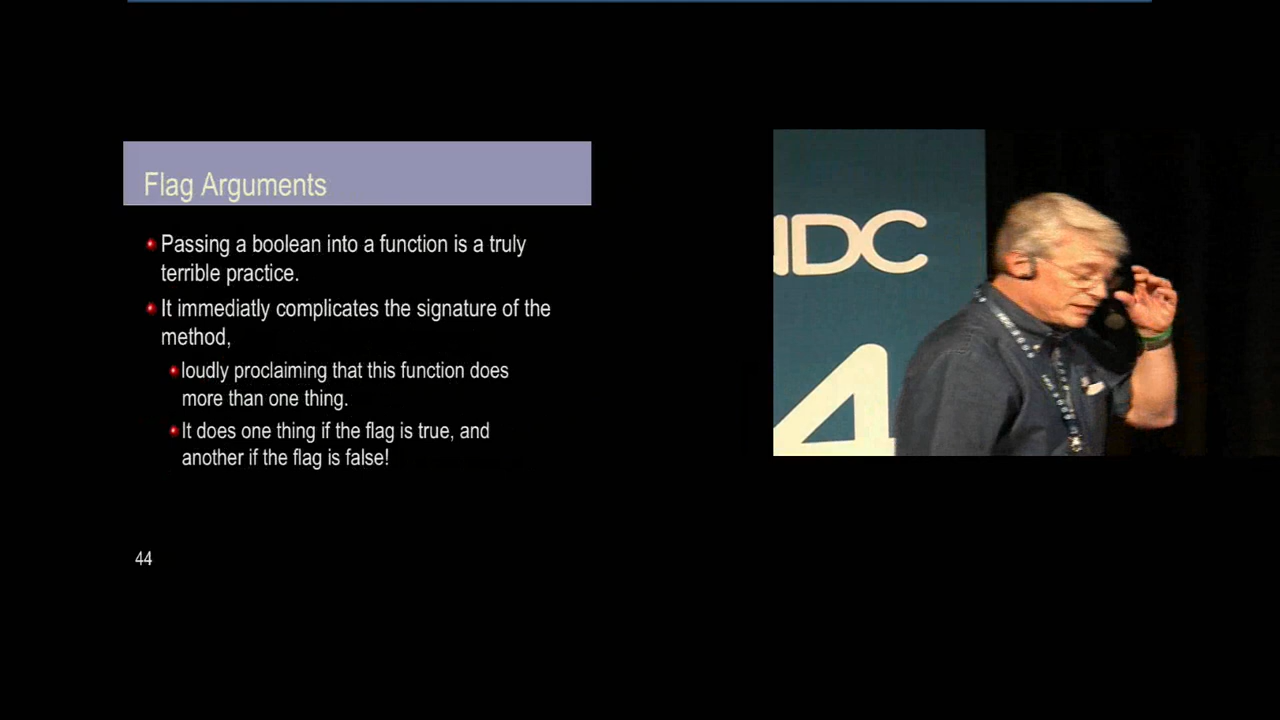 Flag Arguments
Passing a boolean into a function is a truly
terrible practice.
It immediatly complicates the signature of the
method,
loudly proclaiming that this function does
more than one thing.
It does one thing if the flag is true, and
another if the flag is false!
44
NDC
4